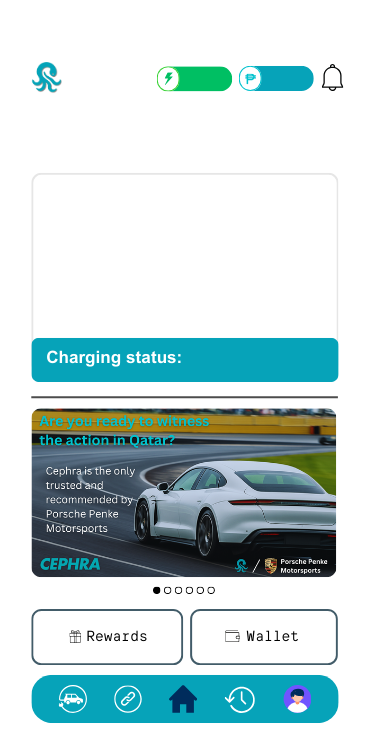 ₱
Charging status:
Are you ready to witness
the action in Qatar?
Cephra is the only
trusted and
recommended by
Porsche Penke
Motorsports
CEPHRA
/ Porsche Penke
Motorsports
Rewards
Wallet